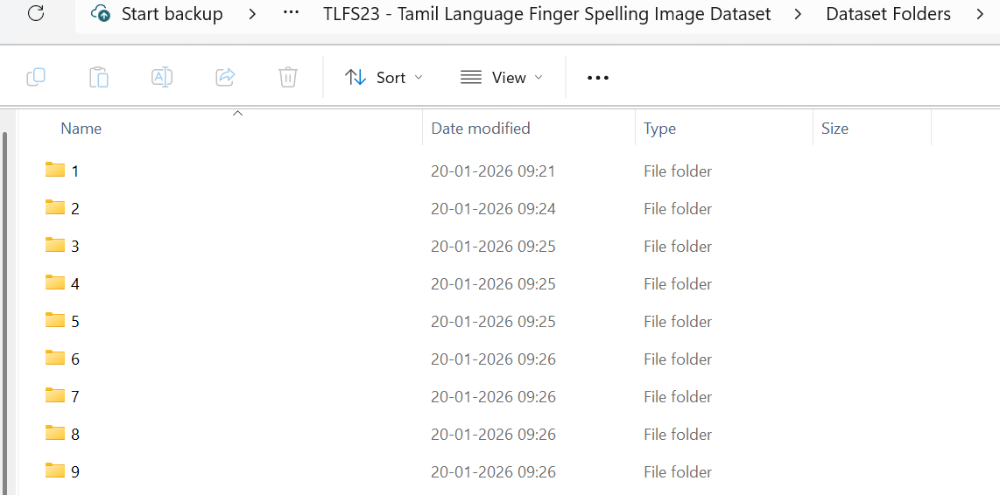 Start backup > ... TLFS23 - Tamil Language Finger Spelling Image Dataset > Dataset Folders >
Sort View ...
Name Date modified Type Size
1 20-01-2026 09:21 File folder
2 20-01-2026 09:24 File folder
3 20-01-2026 09:25 File folder
4 20-01-2026 09:25 File folder
5 20-01-2026 09:25 File folder
6 20-01-2026 09:26 File folder
7 20-01-2026 09:26 File folder
8 20-01-2026 09:26 File folder
9 20-01-2026 09:26 File folder